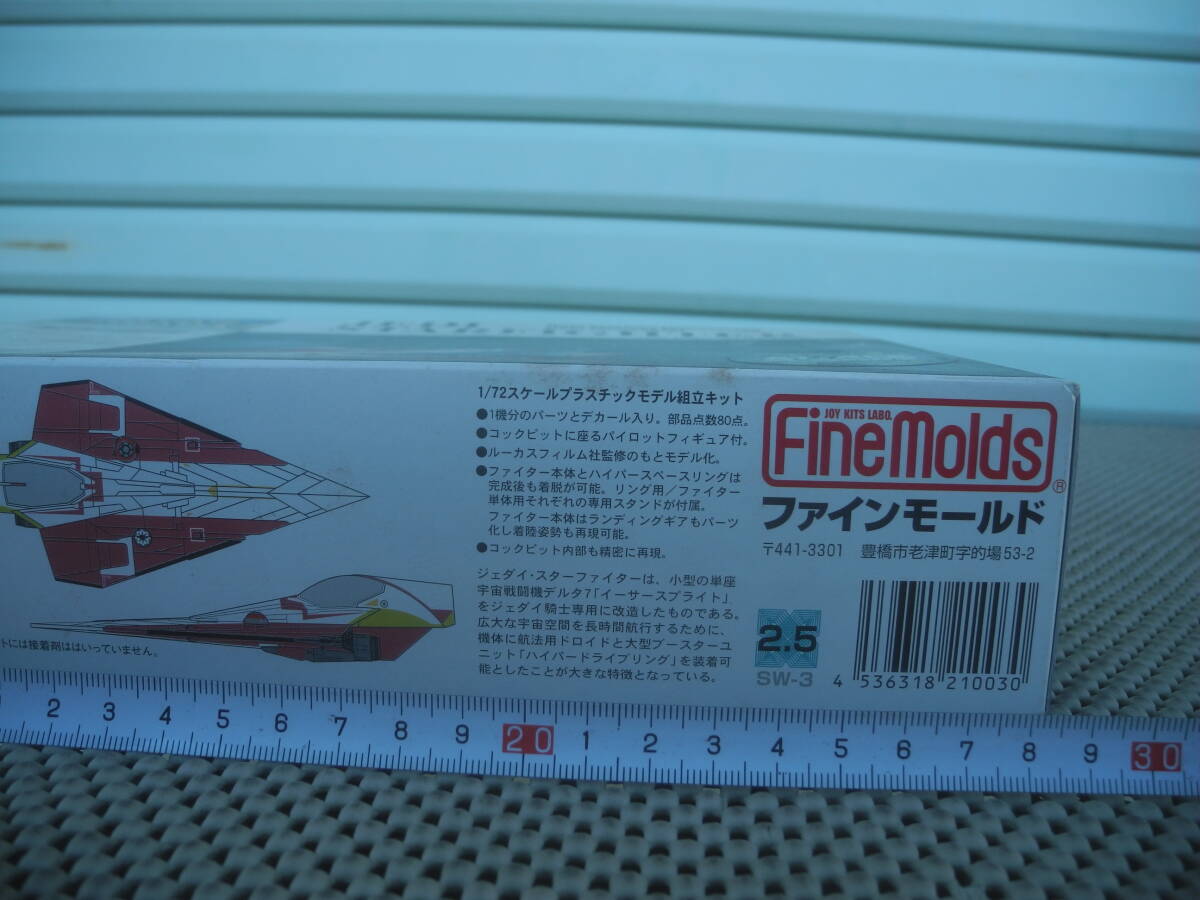 1/72スケールプラスチックモデル組立キット
●1機分のパーツとデカール入り。部品点数80点。
●コックピットに座るパイロットフィギュア付。
●ルーカスフィルム社監修のもとモデル化。
●ファイター本体とハイパースペースリングは
完成後も着脱が可能。リング用／ファイター
単体用それぞれの専用スタンドが付属。
ファイター本体はランディングギアもパーツ
化し着陸姿勢も再現可能。
●コックピット内部も精密に再現。
ジェダイ・スターファイターは、小型の単座
宇宙戦闘機デルタ7「イーサースプライト」
をジェダイ騎士専用に改造したものである。
広大な宇宙空間を長時間航行するために、
機体に航法用ドロイドと大型ブースターユ
ニット「ハイパードライブリング」を装着可
能としたことが大きな特徴となっている。
トには接着剤ははいっていません。
JOY KITS LABO.
FineMolds
®
ファインモールド
〒441-3301 豊橋市老津町字的場53-2
2.5
SW-3
4 536318 210030
2 3 4 5 6 7 8 9 20 1 2 3 4 5 6 7 8 9 30